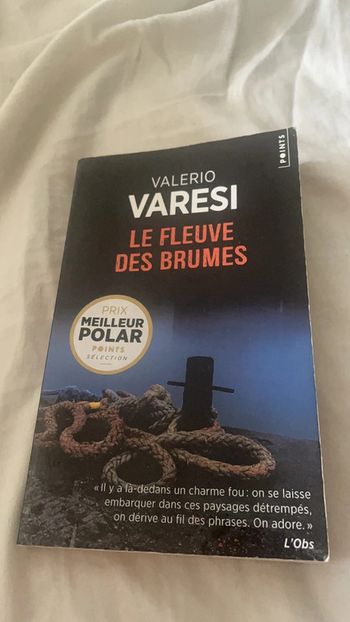 POINTS
VALERIO
VARESI
LE FLEUVE
DES BRUMES
PRIX
MEILLEUR
POLAR
POINTS
SÉLECTION
« Il y a là-dedans un charme fou : on se laisse
embarquer dans ces paysages détrempés,
on dérive au fil des phrases. On adore. »
L'Obs